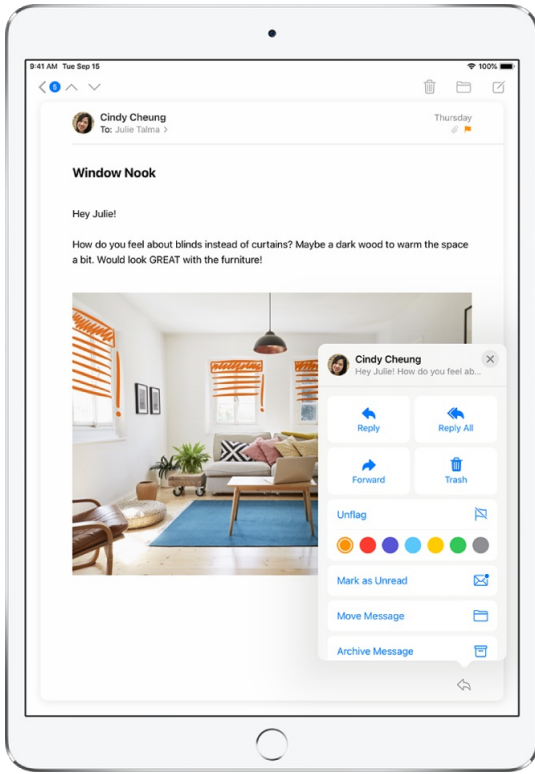 9:41 AM Tue Sep 15
100%
5
Cindy Cheung
Thursday
To: Julie Talma >
Window Nook
Hey Julie!
How do you feel about blinds instead of curtains? Maybe a dark wood to warm the space
a bit. Would look GREAT with the furniture!
Cindy Cheung
Hey Julie! How do you feel ab...
Reply
Reply All
Forward
Trash
Unflag
Mark as Unread
Move Message
Archive Message